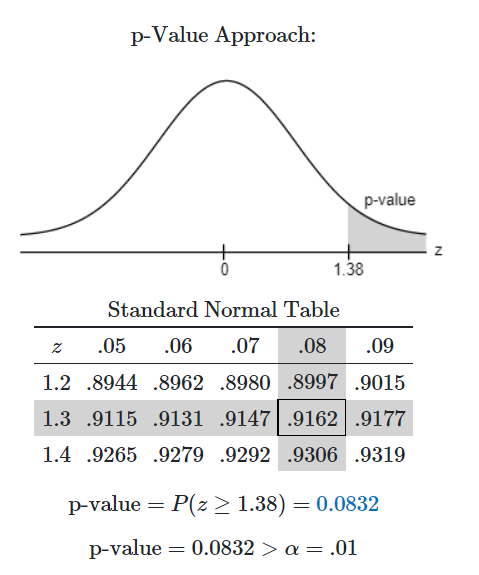 p-Value Approach:
p-value
z
0 1.38
Standard Normal Table
z .05 .06 .07 .08 .09
1.2 .8944 .8962 .8980 .8997 .9015
1.3 .9115 .9131 .9147 .9162 .9177
1.4 .9265 .9279 .9292 .9306 .9319
p-value = P(z ≥ 1.38) = 0.0832
p-value = 0.0832 > α = .01